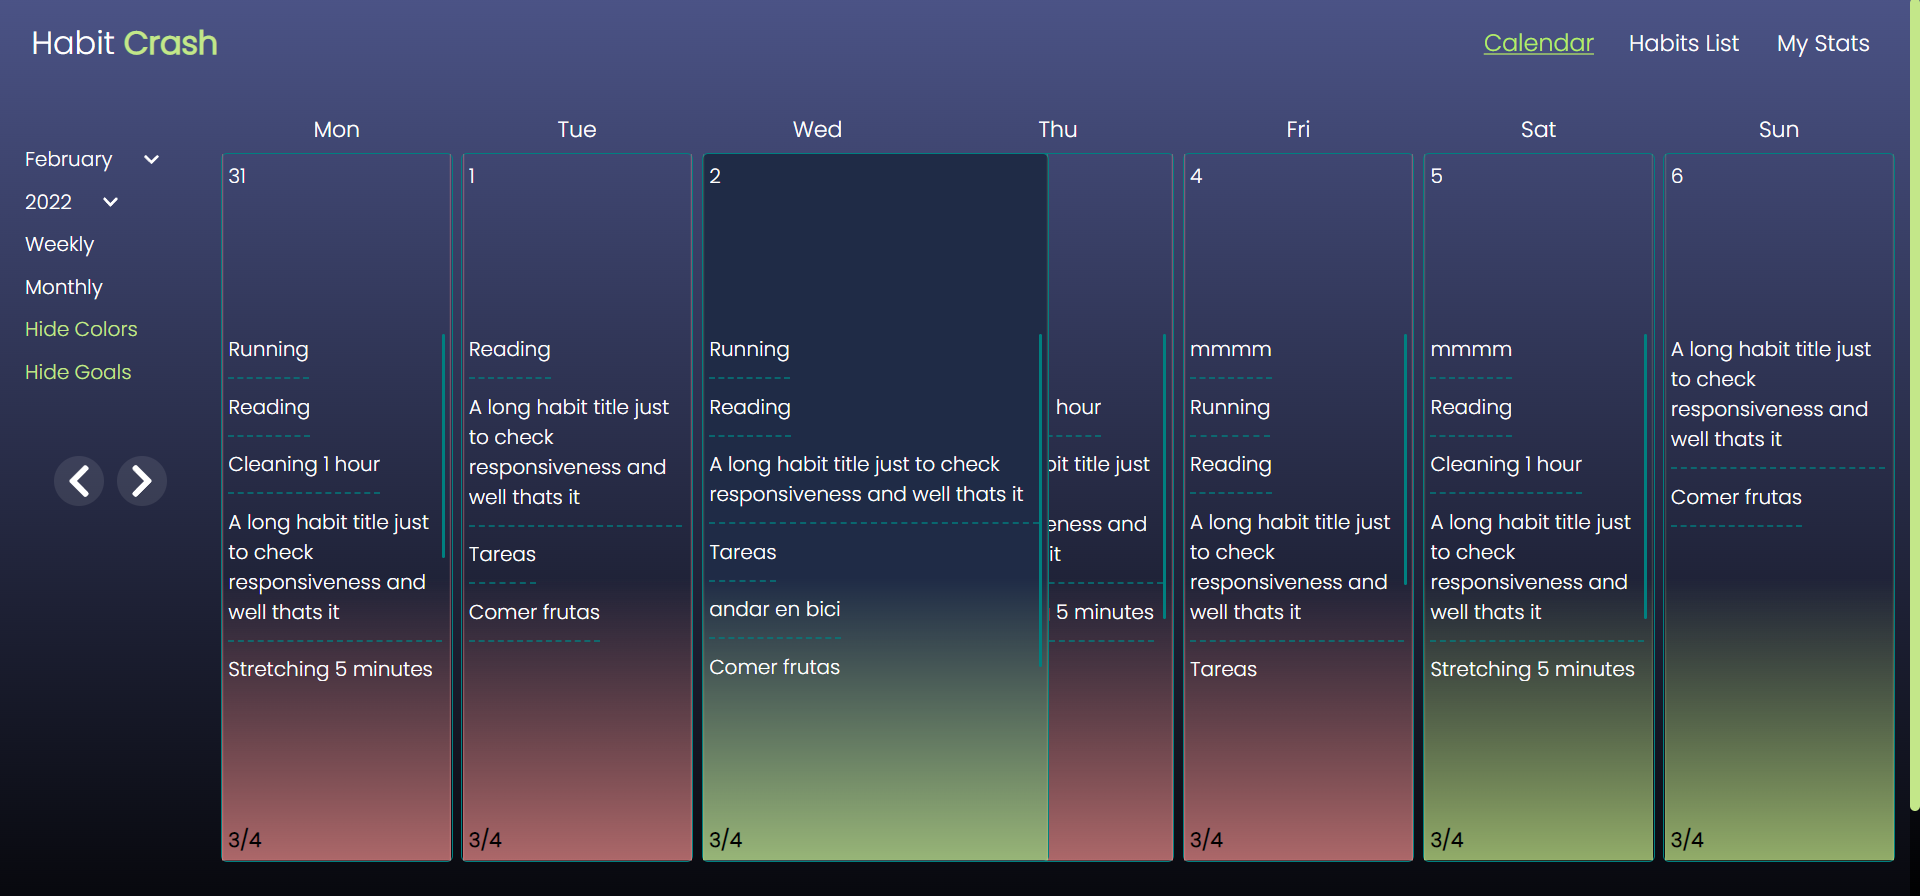 Habit Crash
Calendar Habits List My Stats
February
2022
Weekly
Monthly
Hide Colors
Hide Goals
Mon Tue Wed Thu Fri Sat Sun
31
Running
Reading
Cleaning 1 hour
A long habit title just
to check
responsiveness and
well thats it
Stretching 5 minutes
3/4
1
Reading
A long habit title just
to check
responsiveness and
well thats it
Tareas
Comer frutas
3/4
2
Running
Reading
A long habit title just to check
responsiveness and well thats it
Tareas
andar en bici
Comer frutas
3/4
hour
title just
and
it
5 minutes
4
mmmm
Running
Reading
A long habit title just
to check
responsiveness and
well thats it
Tareas
3/4
5
mmmm
Reading
Cleaning 1 hour
A long habit title just
to check
responsiveness and
well thats it
Stretching 5 minutes
3/4
6
A long habit title just
to check
responsiveness and
well thats it
Comer frutas
3/4